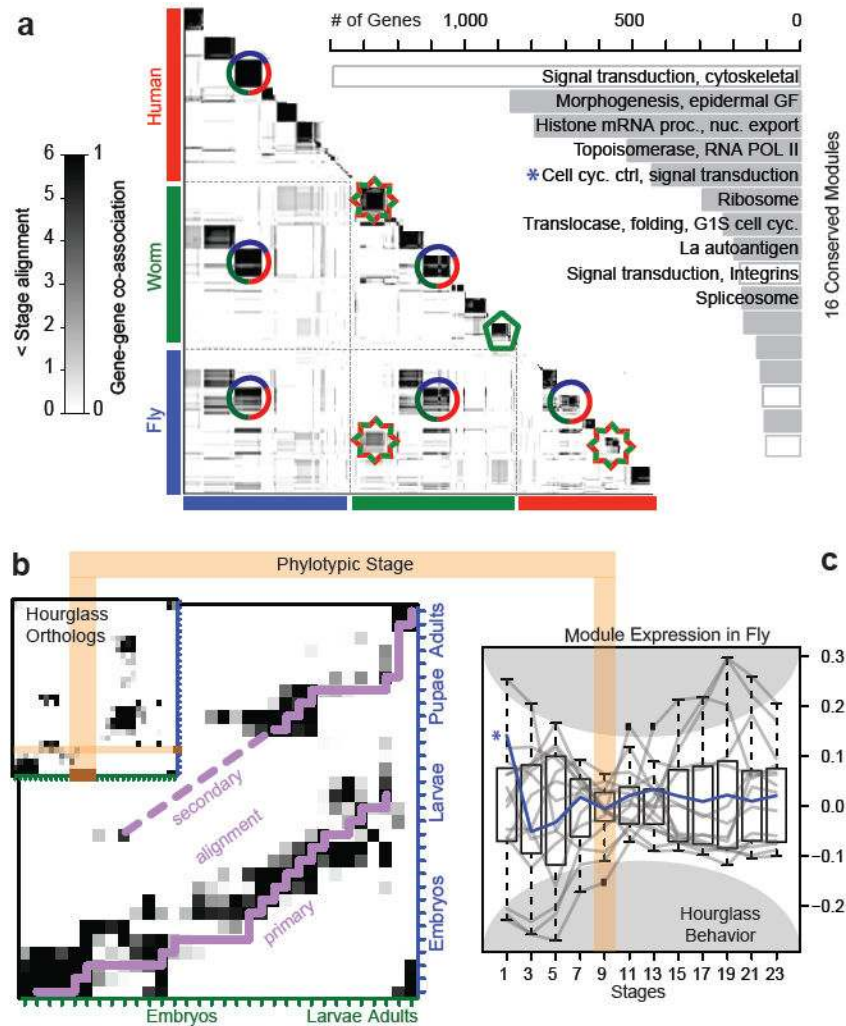 a
# of Genes 1,000 500 0
Human
Worm
Fly
< Stage alignment
Gene-gene co-association
6
5
4
3
2
1
0
1
0
Signal transduction, cytoskeletal
Morphogenesis, epidermal GF
Histone mRNA proc., nuc. export
Topoisomerase, RNA POL II
*Cell cyc. ctrl, signal transduction
Ribosome
Translocase, folding, G1S cell cyc.
La autoantigen
Signal transduction, Integrins
Spliceosome
16 Conserved Modules
b
Phylotypic Stage
Hourglass
Orthologs
secondary
alignment
primary
Embryos Larvae Pupae Adults
Embryos Larvae Adults
c
Module Expression in Fly
*
0.3
0.2
0.1
0.0
-0.1
-0.2
Hourglass
Behavior
1 3 5 7 9 11 13 15 17 19 21 23
Stages